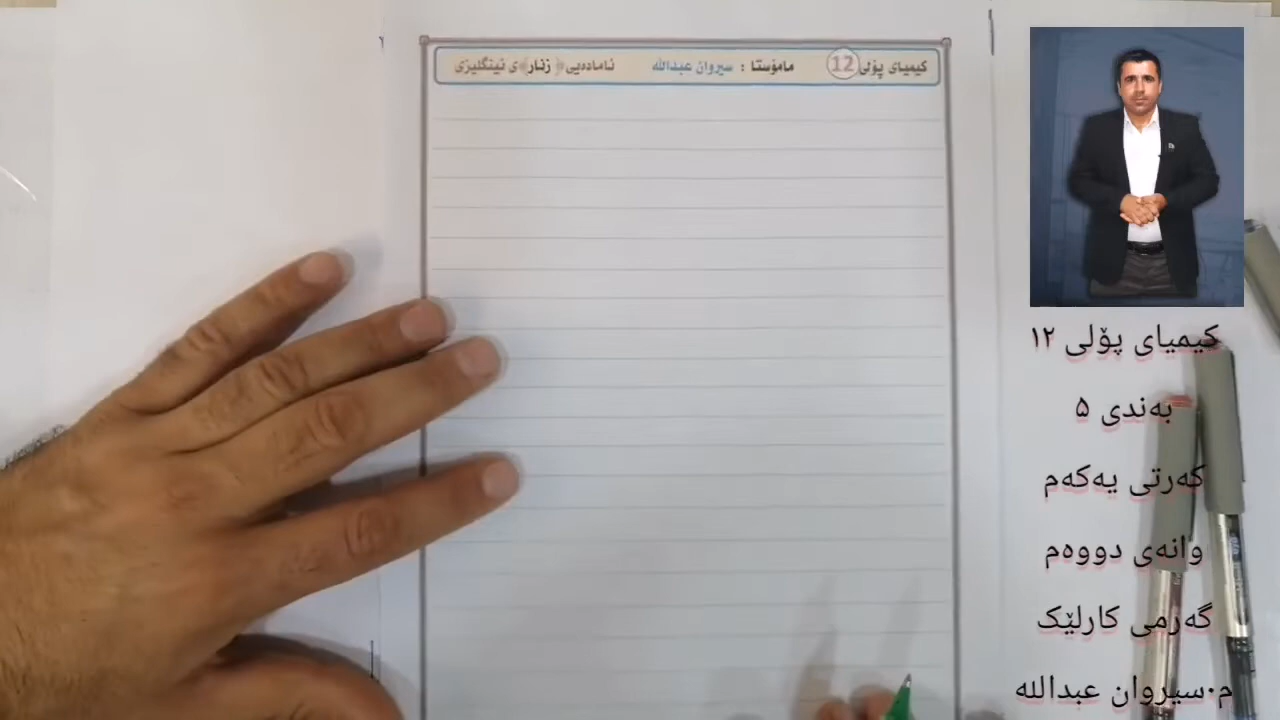 کیمیای پۆلی 12 مامۆستا : سیروان عبدالله ئامادەیی ﴿زنار﴾ی ئینگلیزی
کیمیای پۆلی ١٢
بەندی ٥
کەرتی یەکەم
وانەی دووەم
گەرمی کارلێک
م.سیروان عبدالله